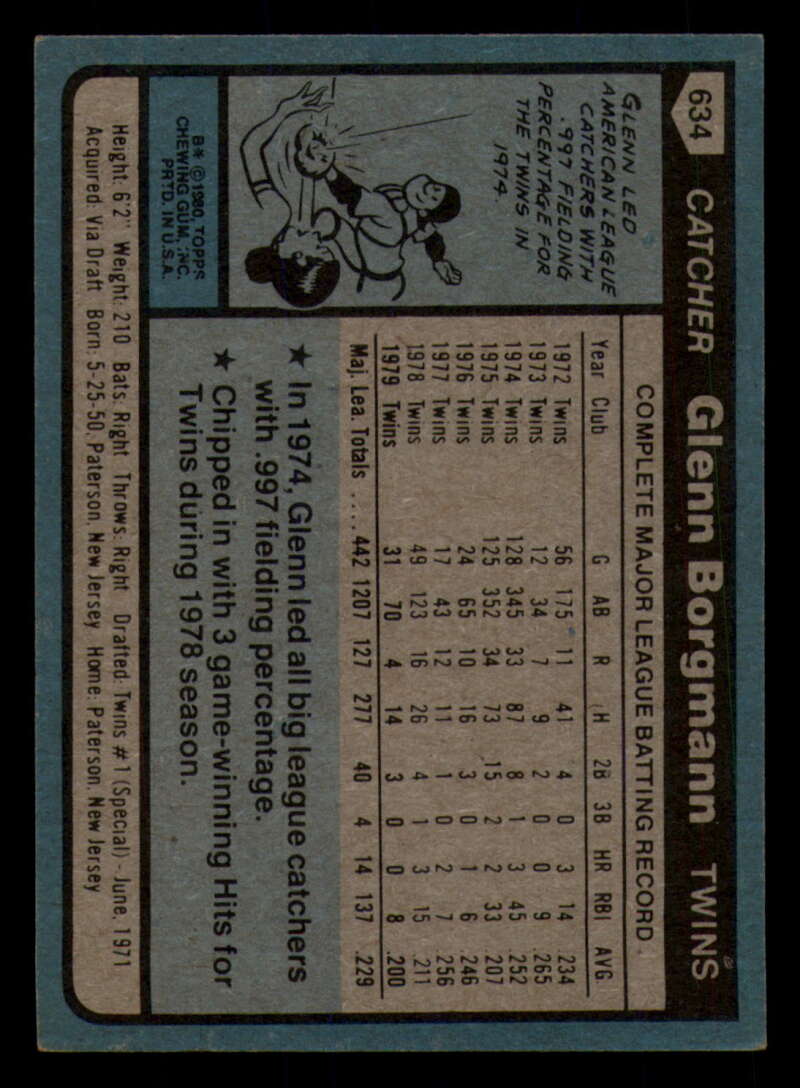 634 CATCHER Glenn Borgmann TWINS®
GLENN LED
AMERICAN LEAGUE
CATCHERS WITH
.997 FIELDING
PERCENTAGE FOR
THE TWINS IN
1974.
B* © 1980 TOPPS
CHEWING GUM, INC.
PRTD. IN U.S.A.
COMPLETE MAJOR LEAGUE BATTING RECORD
Year Club G AB R H 2B 3B HR RBI AVG
1972 Twins 56 175 11 41 4 0 3 14 .234
1973 Twins 12 34 7 9 2 0 0 9 .265
1974 Twins 128 345 33 87 8 1 3 45 .252
1975 Twins 125 352 34 73 15 2 2 33 .207
1976 Twins 24 65 10 16 3 0 1 6 .246
1977 Twins 17 43 12 11 1 0 2 7 .256
1978 Twins 49 123 16 26 4 1 3 15 .211
1979 Twins 31 70 4 14 3 0 0 8 .200
Maj. Lea. Totals .... 442 1207 127 277 40 4 14 137 .229
★ In 1974, Glenn led all big league catchers
with .997 fielding percentage.
★ Chipped in with 3 game-winning Hits for
Twins during 1978 season.
Height: 6'2" Weight: 210 Bats: Right Throws: Right Drafted: Twins #1 (Special) - June, 1971
Acquired: Via Draft Born: 5-25-50, Paterson, New Jersey Home: Paterson, New Jersey